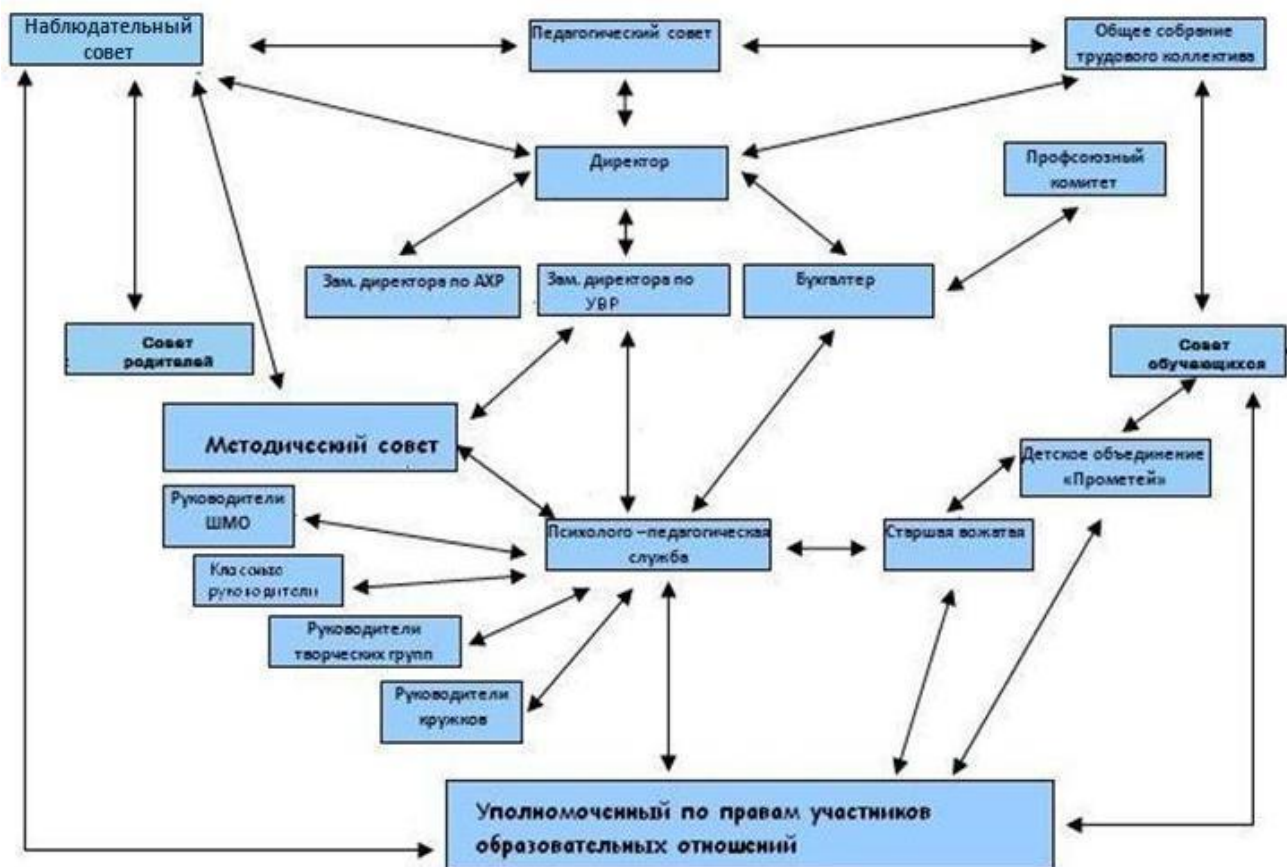 Наблюдательный
совет
Педагогический совет
Общее собрание
трудового коллектива
Директор
Профсоюзный
комитет
Зам. директора по АХР
Зам. директора по
УВР
Бухгалтер
Совет
: родителей
Совет
обучающихся
Методический совет
Детское объединение
«Прометей»
Руководители
ШМО
Психолого –педагогическая
служба
Старшая вожатая
Классные
руководители
Руководители
творческих групп
Руководители
кружков
Уполномоченный по правам участников
образовательных отношений